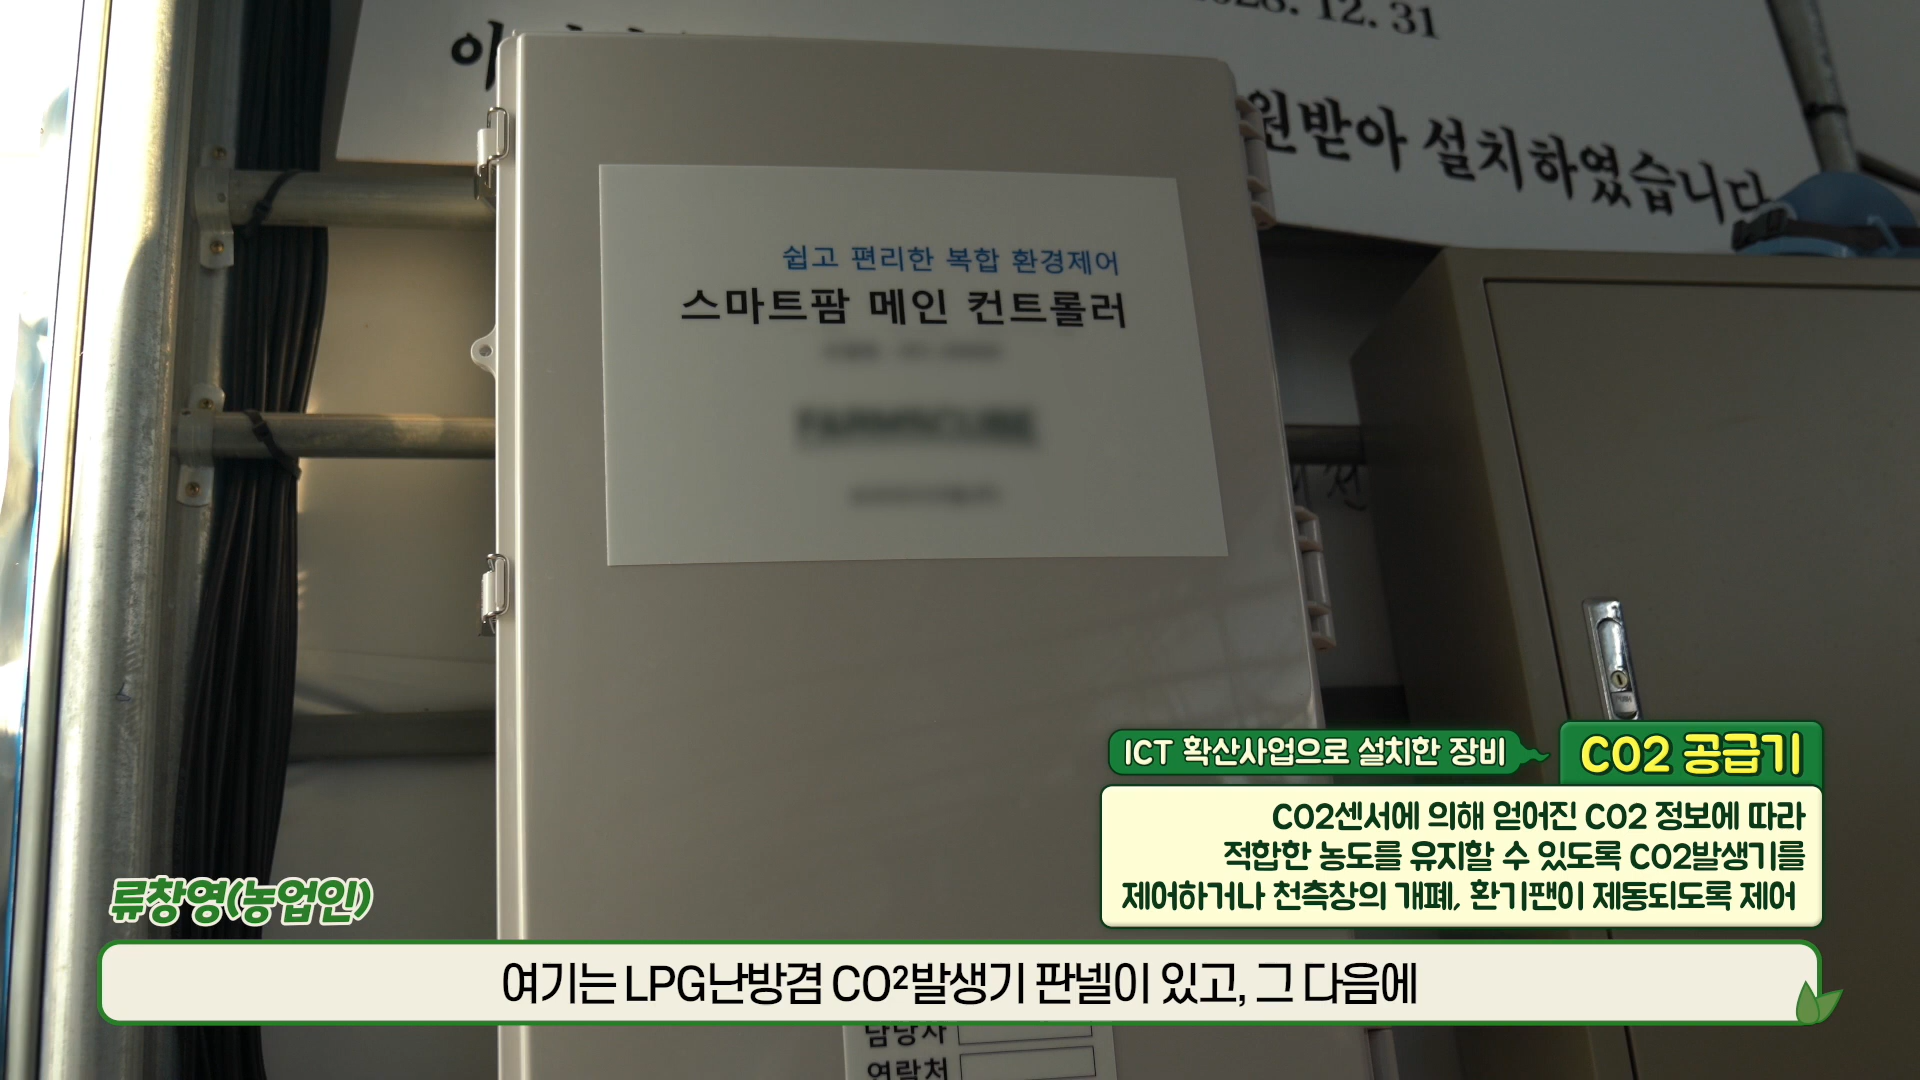 12. 31
원받아 설치하였습니다
쉽고 편리한 복합 환경제어
스마트팜 메인 컨트롤러
ICT 확산사업으로 설치한 장비
CO2 공급기
CO2센서에 의해 얻어진 CO2 정보에 따라
적합한 농도를 유지할 수 있도록 CO2발생기를
제어하거나 천측창의 개폐, 환기팬이 제동되도록 제어
류창영(농업인)
여기는 LPG난방겸 CO²발생기 판넬이 있고, 그 다음에
담당자
연락처